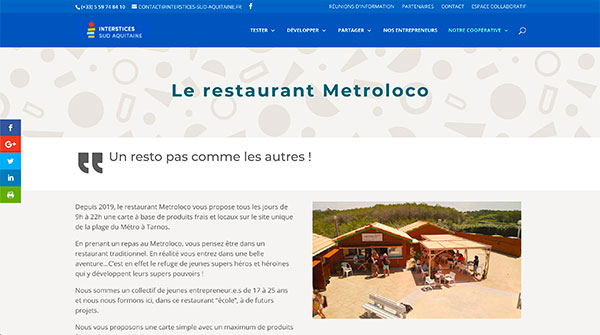 (+33) 5 59 74 84 10 CONTACT@INTERSTICES-SUD-AQUITAINE.FR RÉUNIONS D'INFORMATION PARTENAIRES CONTACT ESPACE COLLABORATIF
INTERSTICES
SUD AQUITAINE
TESTER DÉVELOPPER PARTAGER NOS ENTREPRENEURS NOTRE COOPÉRATIVE
Le restaurant Metroloco
Un resto pas comme les autres !
Depuis 2019, le restaurant Metroloco vous propose tous les jours de
9h à 22h une carte à base de produits frais et locaux sur le site unique
de la plage du Métro à Tarnos.
En prenant un repas au Metroloco, vous pensez être dans un
restaurant traditionnel. En réalité vous entrez dans une belle
aventure...C'est en effet le refuge de jeunes supers héros et héroïnes
qui y développent leurs supers pouvoirs !
Nous sommes un collectif de jeunes entrepreneur.e.s de 17 à 25 ans
et nous nous formons ici, dans ce restaurant "école", à de futurs
projets.
Nous vous proposons une carte simple avec un maximum de produits